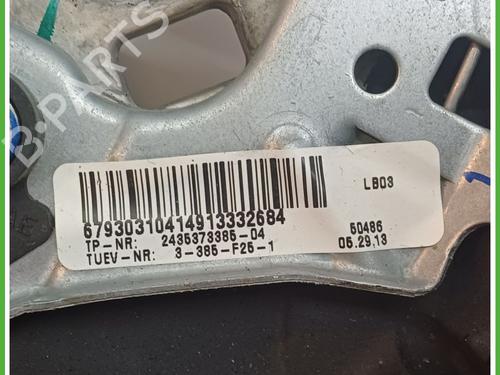 B-PARTS
LB03
67930310414913332684
TP-NR: 2435373385-04
TUEV-NR: 3-385-F25-1
50486
05.29.13